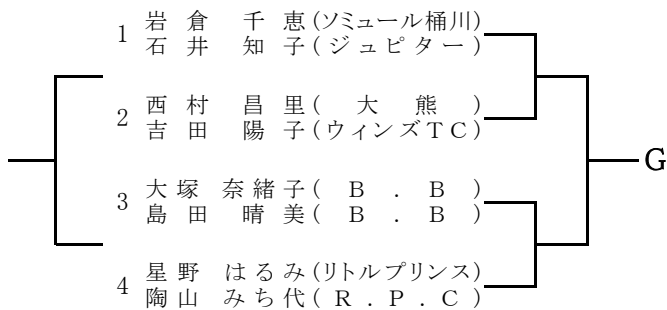 1 岩倉 千恵(ソミュール桶川)
石井 知子(ジュピター)
2 西村 昌里(大熊)
吉田 陽子(ウィンズTC)
G
3 大塚 奈緒子(B.B)
島田 晴美(B.B)
4 星野 はるみ(リトルプリンス)
陶山 みち代(R.P.C)